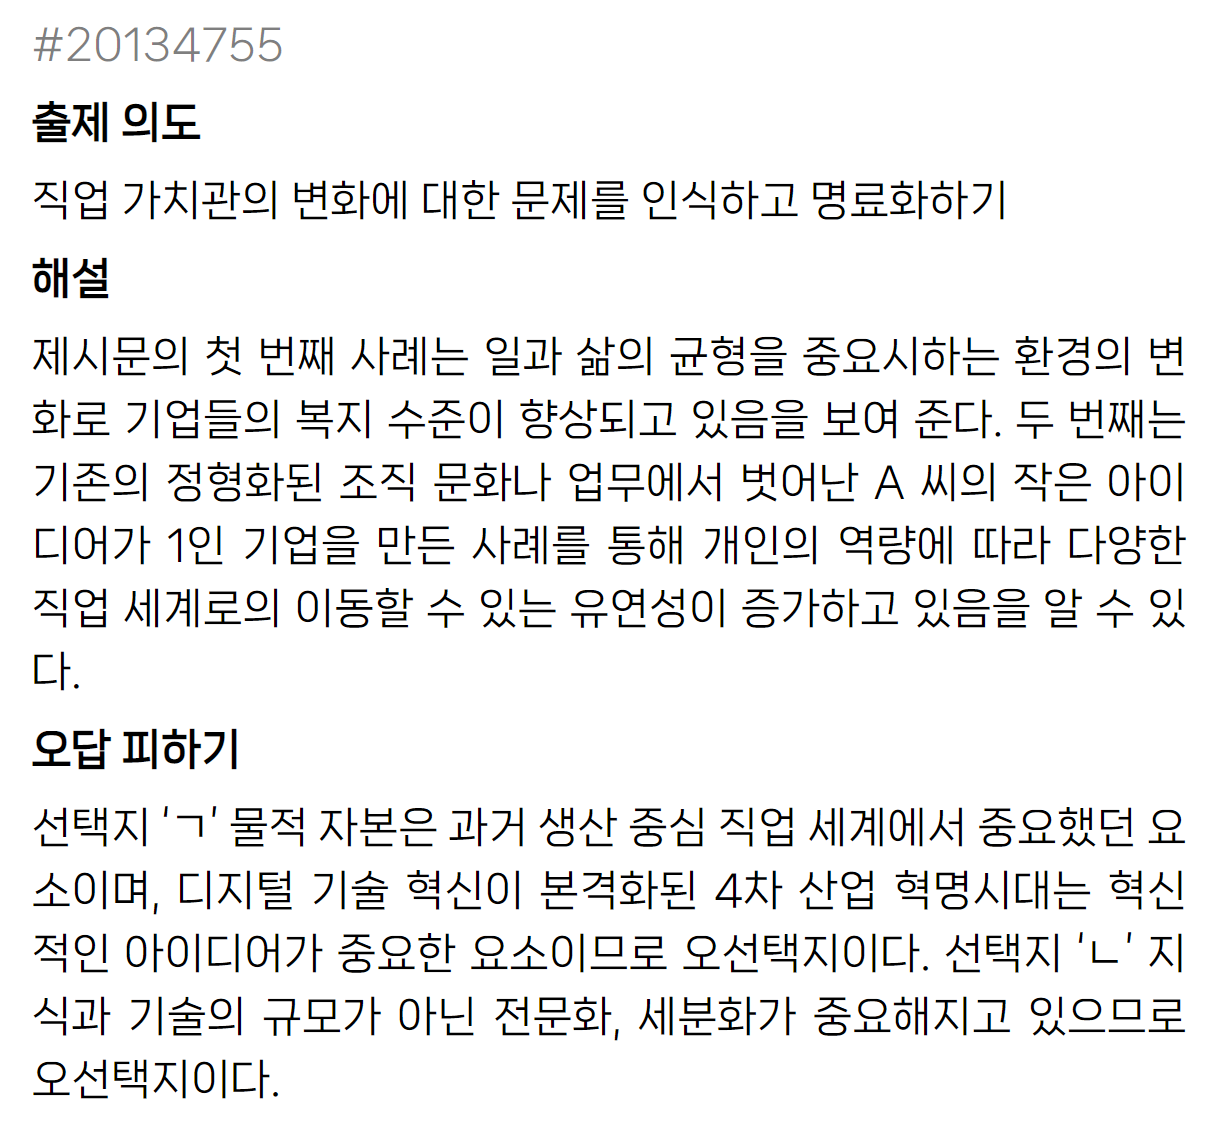 #20134755
출제 의도
직업 가치관의 변화에 대한 문제를 인식하고 명료화하기
해설
제시문의 첫 번째 사례는 일과 삶의 균형을 중요시하는 환경의 변
화로 기업들의 복지 수준이 향상되고 있음을 보여 준다. 두 번째는
기존의 정형화된 조직 문화나 업무에서 벗어난 A 씨의 작은 아이
디어가 1인 기업을 만든 사례를 통해 개인의 역량에 따라 다양한
직업 세계로의 이동할 수 있는 유연성이 증가하고 있음을 알 수 있
다.
오답 피하기
선택지 ‘ㄱ’ 물적 자본은 과거 생산 중심 직업 세계에서 중요했던 요
소이며, 디지털 기술 혁신이 본격화된 4차 산업 혁명시대는 혁신
적인 아이디어가 중요한 요소이므로 오선택지이다. 선택지 ‘ㄴ’ 지
식과 기술의 규모가 아닌 전문화, 세분화가 중요해지고 있으므로
오선택지이다.